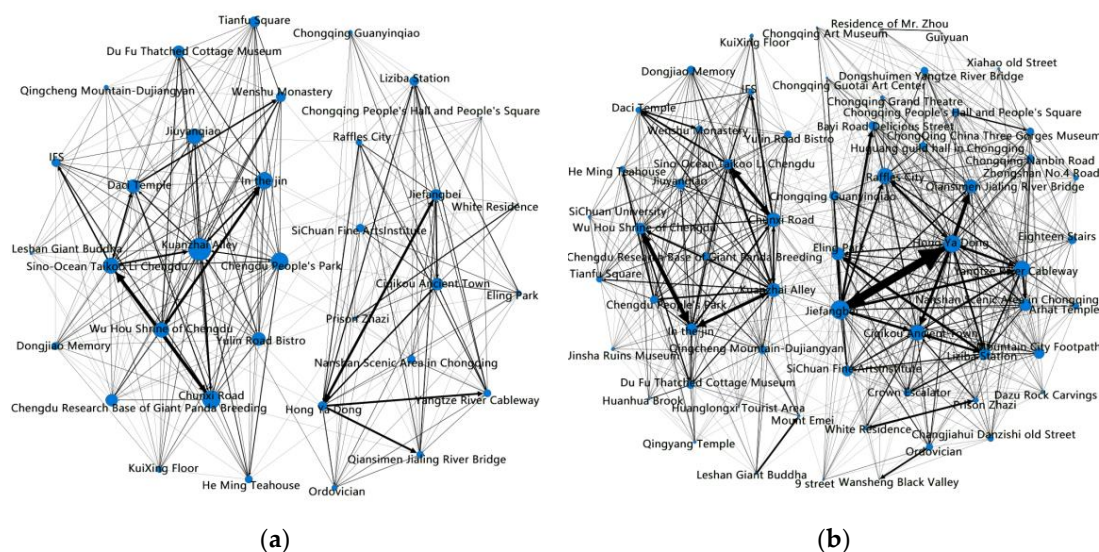 Tianfu Square
Chongqing Guanyinqiao
Du Fu Thatched Cottage Museum
Liziba Station
Qingcheng Mountain-Dujiangyan
Wenshu Monastery
Chongqing People's Hall and People's Square
Jiuyanqiao
Raffles City
IFS
Daci Temple
In the jin
Jiefangbei
White Residence
Kuanzhai Alley
SiChuan Fine ArtsInstitute
Leshan Giant Buddha
Sino-Ocean Taikoo Li Chengdu
Chengdu People's Park
Ciqikou Ancient Town
Eling Park
Prison Zhazi
Wu Hou Shrine of Chengdu
Yulin Road Bistro
Dongjiao Memory
Nanshan Scenic Area in Chongqing
Chunxi Road
Chengdu Research Base of Giant Panda Breeding
Hong Ya Dong
Yangtze River Cableway
Qiansimen Jialing River Bridge
KuiXing Floor
He Ming Teahouse
Ordovician
(a)
Residence of Mr. Zhou
Chongqing Art Museum
KuiXing Floor
Guiyuan
Xiahao old Street
Dongjiao Memory
Dongshuimen Yangtze River Bridge
Chongqing Guotai Art Center
IFS
Chongqing Grand Theatre
Daci Temple
Chongqing People's Hall and People's Square
Wenshu Monastery
Yulin Road Bistro
Bayi Road Delicious Street
ChongQing China Three Gorges Museum
Huguang guild hall in Chongqing
Sino-Ocean Taikoo Li Chengdu
Chongqing Nanbin Road
He Ming Teahouse
Jiuyanqiao
Raffles City
Zhongshan No.4 Road
Qiansimen Jialing River Bridge
Chongqing Guanyinqiao
SiChuan University
Chunxi Road
Wu Hou Shrine of Chengdu
Hong Ya Dong
Eighteen Stairs
Eling Park
Chengdu Research Base of Giant Panda Breeding
Yangtze River Cableway
Tianfu Square
Kuanzhai Alley
Chengdu People's Park
Nanshan Scenic Area in Chongqing
Jiefangbei
Arhat Temple
In the jin
Ciqikou Ancient Town
Mountain City Footpath
Jinsha Ruins Museum
Qingcheng Mountain-Dujiangyan
Liziba Station
SiChuan Fine ArtsInstitute
Du Fu Thatched Cottage Museum
Huanhua Brook
Crown Escalator
Dazu Rock Carvings
Prison Zhazi
Huanglongxi Tourist Area
Mount Emei
White Residence
Changjiahui Danzishi old Street
Qingyang Temple
Ordovician
Leshan Giant Buddha
Wansheng Black Valley
9 street
(b)